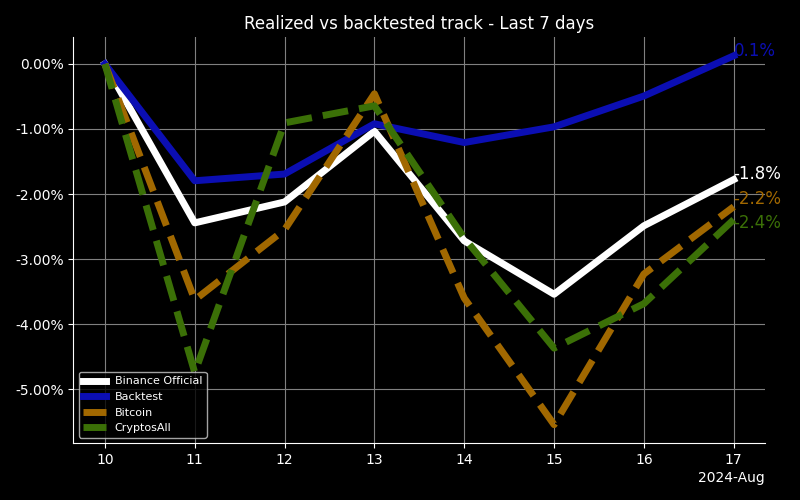 Realized vs backtested track - Last 7 days
0.00%
-1.00%
-2.00%
-3.00%
-4.00%
-5.00%
0.1%
-1.8%
-2.2%
-2.4%
Binance Official
Backtest
Bitcoin
CryptosAll
10 11 12 13 14 15 16 17
2024-Aug